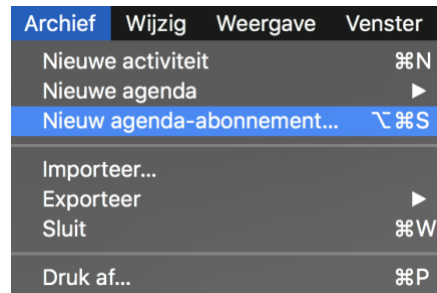 Archief Wijzig Weergave Venster
Nieuwe activiteit ⌘N
Nieuwe agenda ▶
Nieuw agenda-abonnement... ⌥⌘S
Importeer...
Exporteer ▶
Sluit ⌘W
Druk af... ⌘P